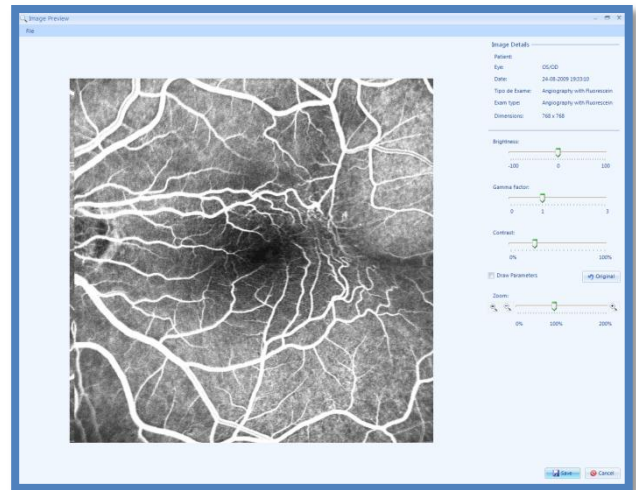 Image Preview
File
Image Details
Patient:
Eye: OS/OD
Date: 24-08-2009 19:23:10
Tipo de Exame: Angiography with fluorescein
Exam type: Angiography with fluorescein
Dimensions: 768 x 768
Brightness:
-100 0 100
Gamma Factor:
0 1 3
Contrast:
0% 100%
Draw Parameters
Original
Zoom:
0% 100% 200%
Save Cancel